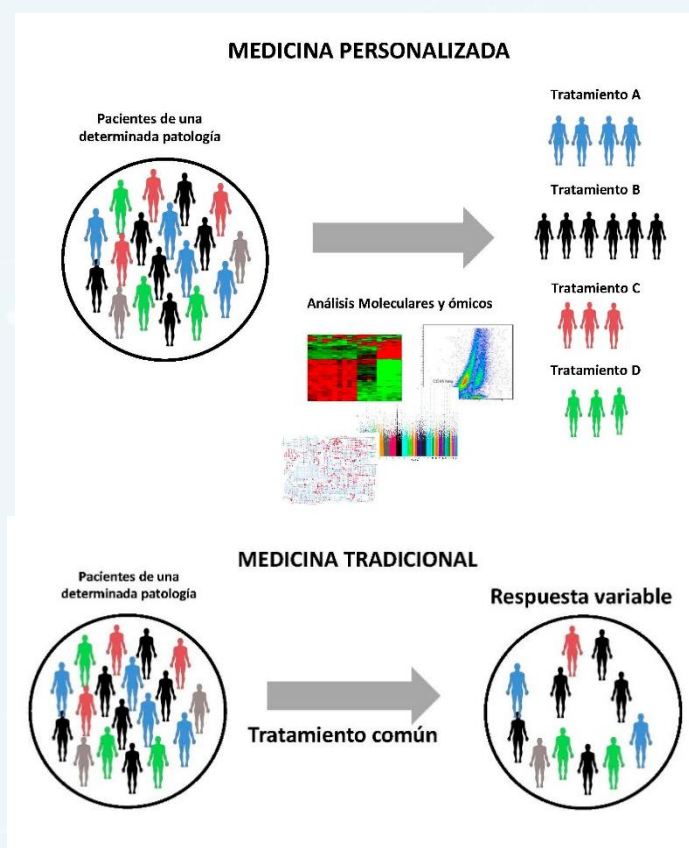 MEDICINA PERSONALIZADA
Pacientes de una
determinada patología
Tratamiento A
Tratamiento B
Análisis Moleculares y ómicos
Tratamiento C
Tratamiento D
MEDICINA TRADICIONAL
Pacientes de una
determinada patología
Respuesta variable
Tratamiento común